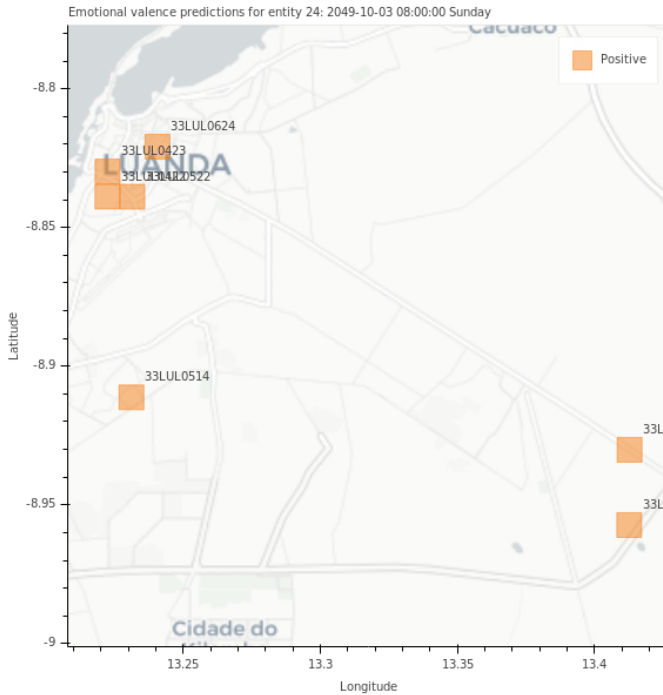 Emotional valence predictions for entity 24: 2049-10-03 08:00:00 Sunday
Cacuaco
Positive
-8.8
33LUL0624
33LUL0423
LUANDA
-8.85
Latitude
-8.9
33LUL0514
33L
-8.95
33L
Cidade do
-9
13.25
13.3
13.35
13.4
Longitude